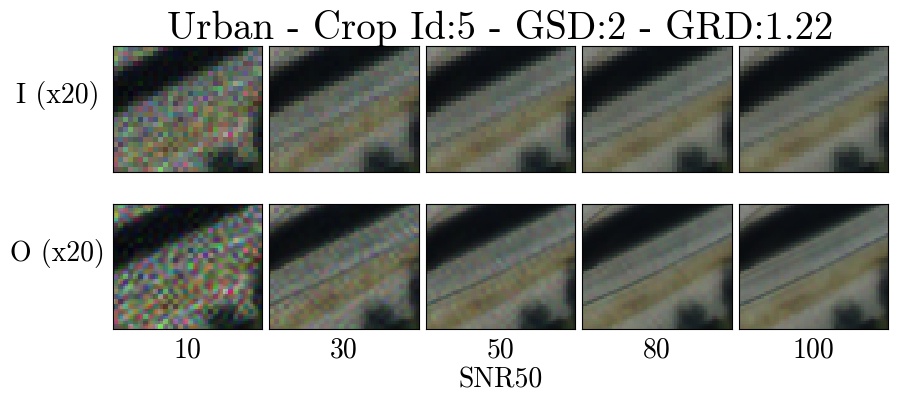 Urban - Crop Id:5 - GSD:2 - GRD:1.22
I (x20)
O (x20)
10 30 50 80 100
SNR50